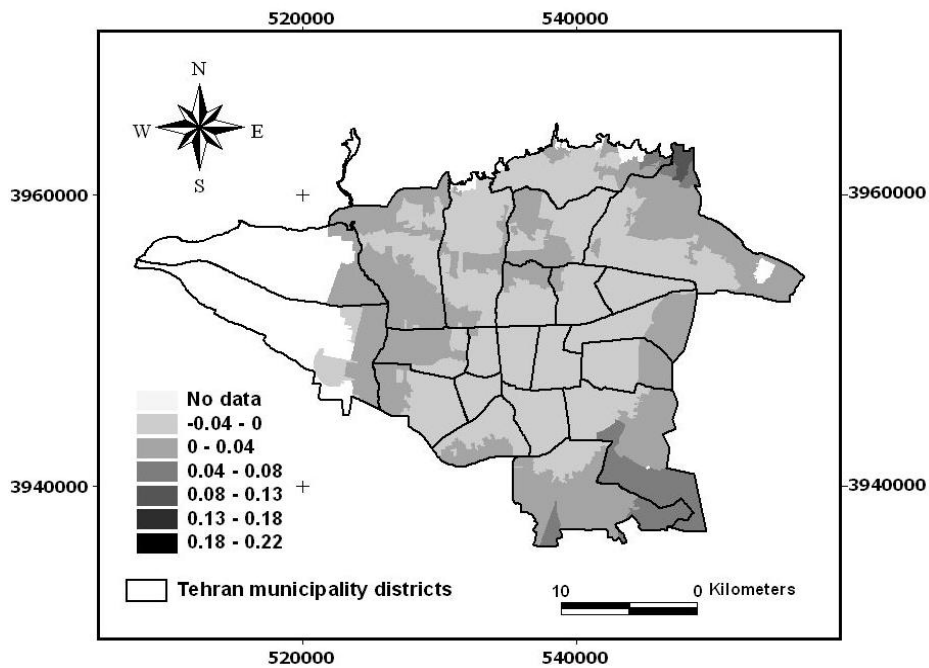 520000 540000
N
W E
S
3960000 3960000
No data
-0.04 - 0
0 - 0.04
0.04 - 0.08
3940000 3940000
0.08 - 0.13
0.13 - 0.18
0.18 - 0.22
Tehran municipality districts
10 0 Kilometers
520000 540000